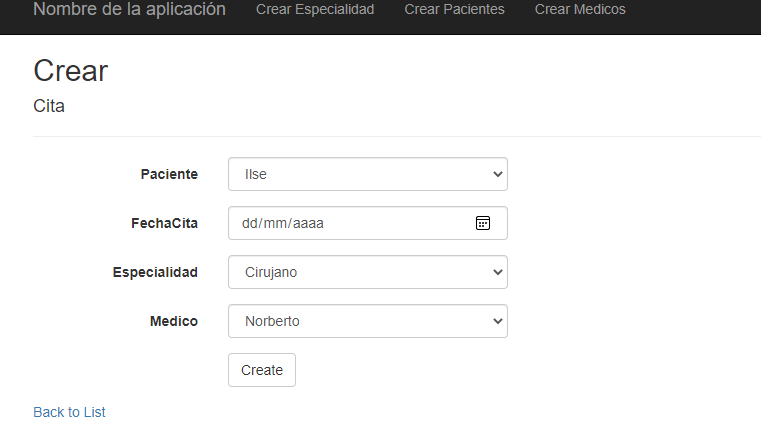 Nombre de la aplicación Crear Especialidad Crear Pacientes Crear Medicos
Crear
Cita
Paciente Ilse
FechaCita dd/mm/aaaa
Especialidad Cirujano
Medico Norberto
Create
Back to List